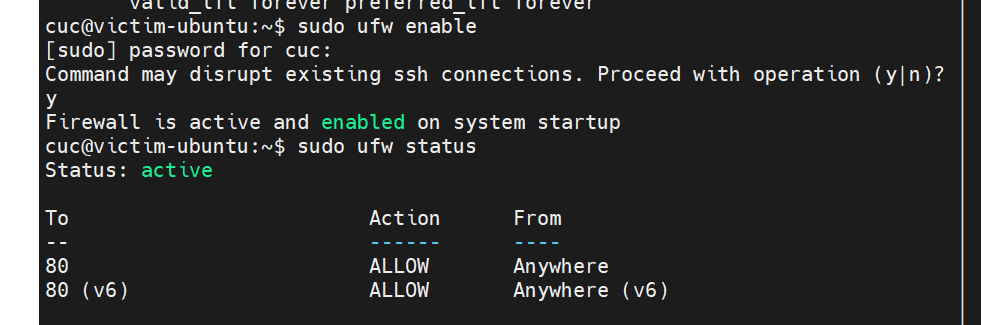 valid_lft forever preferred_lft forever
cuc@victim-ubuntu:~$ sudo ufw enable
[sudo] password for cuc:
Command may disrupt existing ssh connections. Proceed with operation (y|n)?
y
Firewall is active and enabled on system startup
cuc@victim-ubuntu:~$ sudo ufw status
Status: active
To                         Action      From
--                         ------      ----
80                         ALLOW       Anywhere
80 (v6)                    ALLOW       Anywhere (v6)